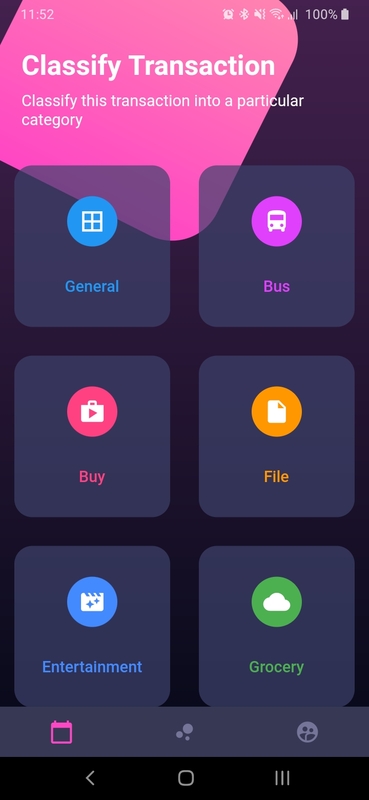 11:52
100%
Classify Transaction
Classify this transaction into a particular
category
General
Bus
Buy
File
Entertainment
Grocery